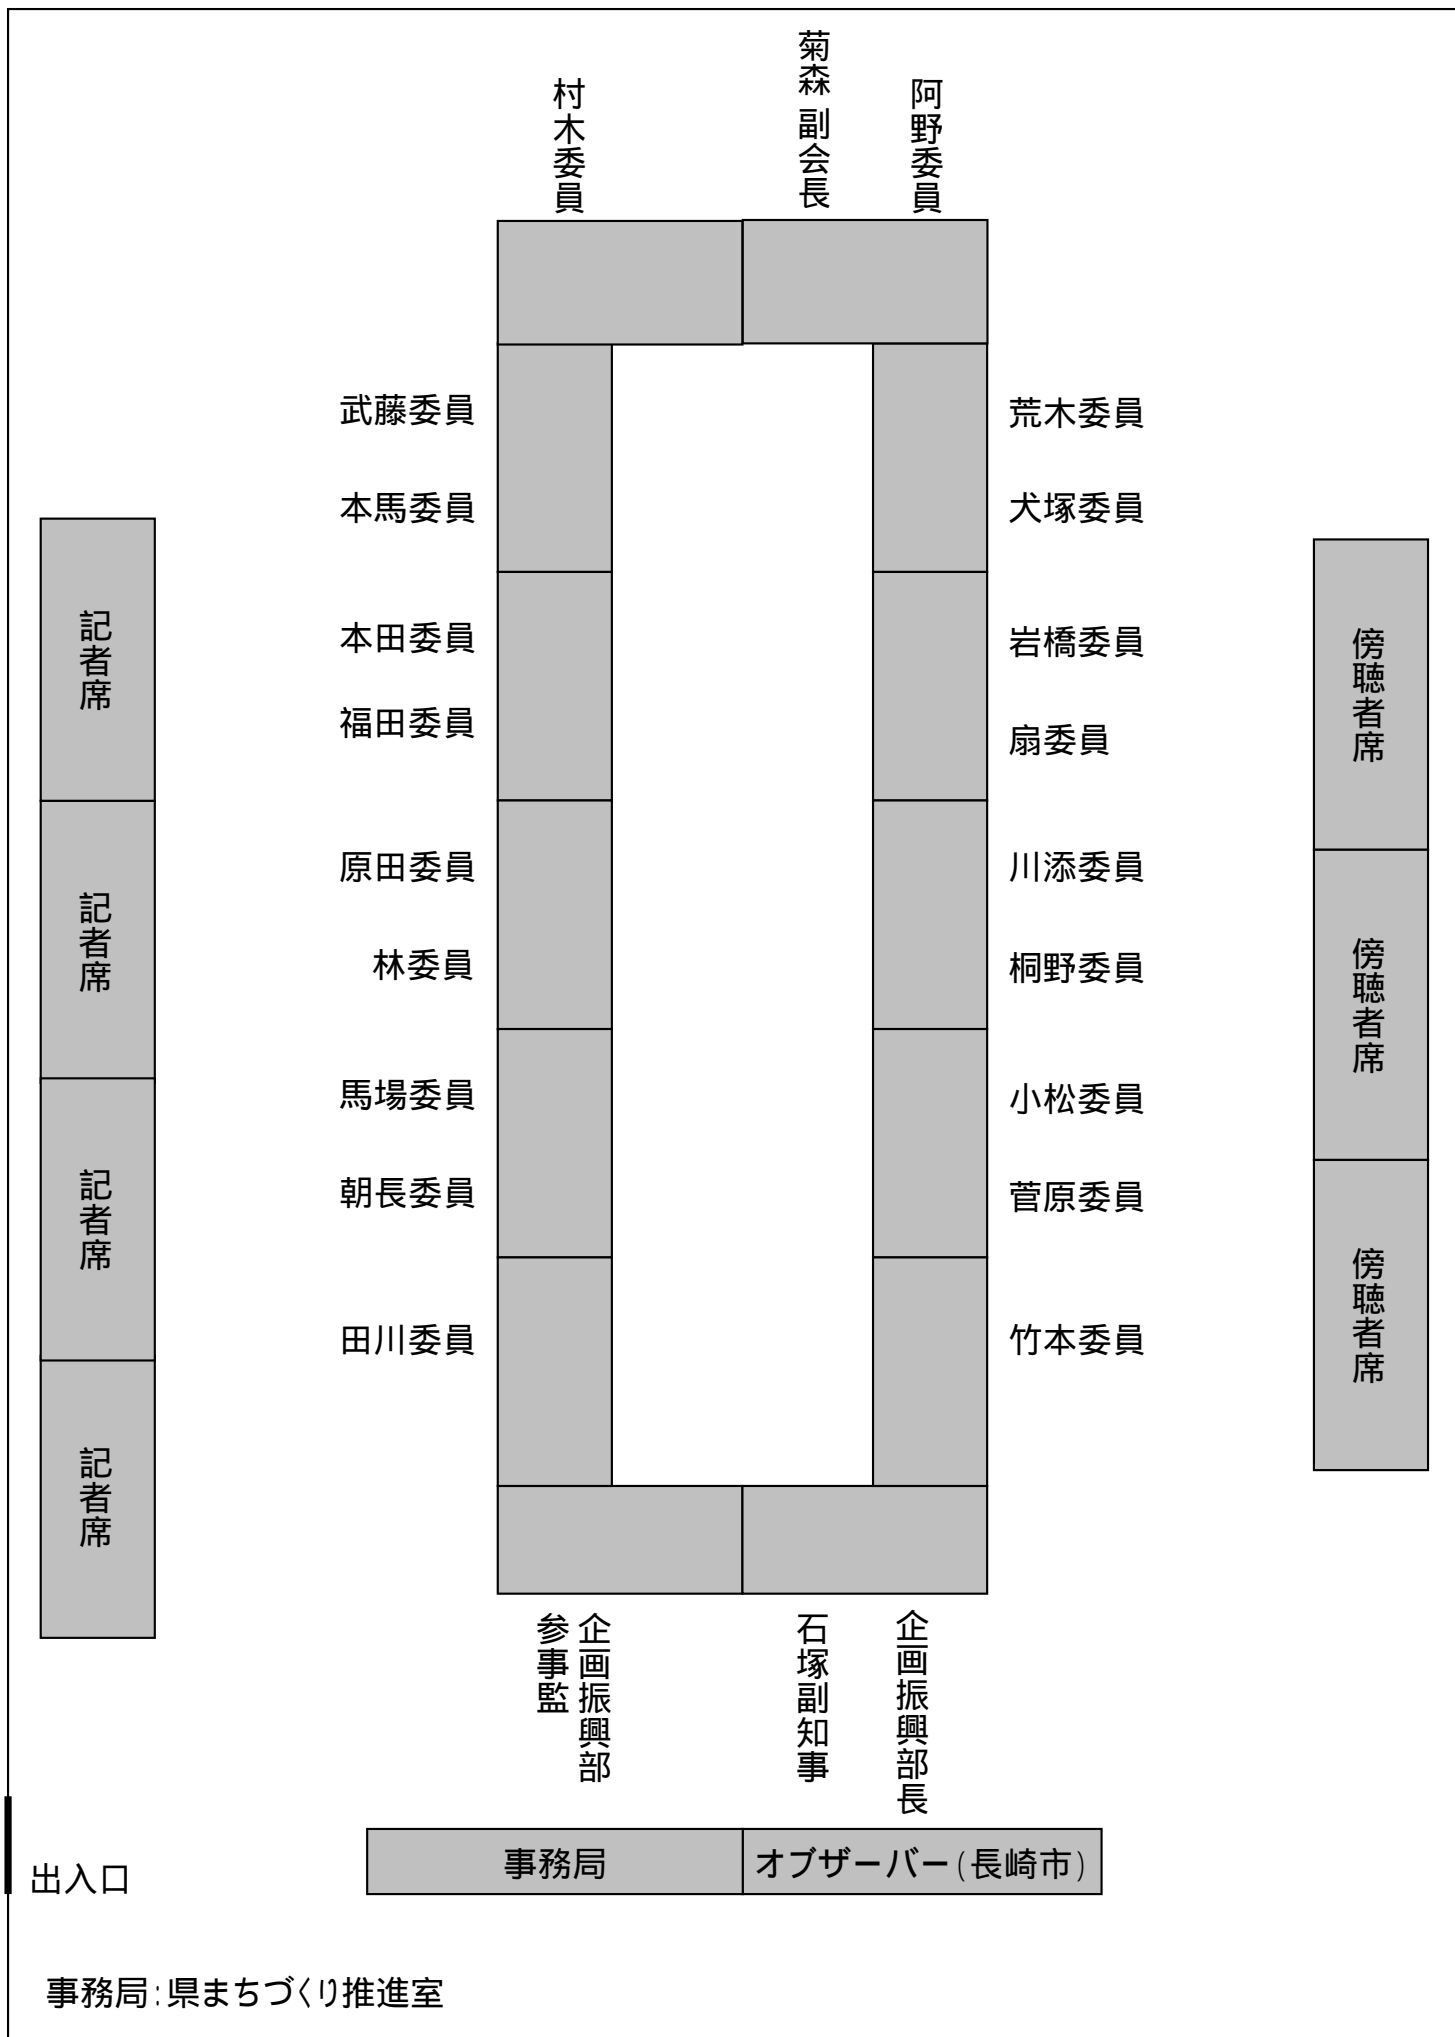 村木委員
菊森 副会長
阿野委員
武藤委員
荒木委員
本馬委員
犬塚委員
本田委員
岩橋委員
福田委員
扇委員
原田委員
川添委員
林委員
桐野委員
馬場委員
小松委員
朝長委員
菅原委員
田川委員
竹本委員
記者席
記者席
記者席
記者席
傍聴者席
傍聴者席
傍聴者席
企画振興部
参事監
石塚副知事
企画振興部長
事務局
オブザーバー(長崎市)
出入口
事務局:県まちづくり推進室